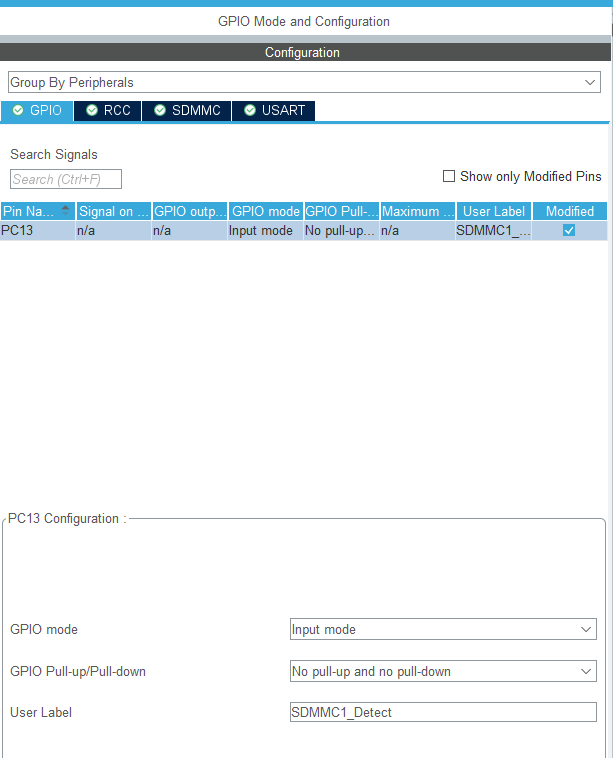 GPIO Mode and Configuration
Configuration
Group By Peripherals
GPIO RCC SDMMC USART
Search Signals
Search (Ctrl+F)
Show only Modified Pins
Pin Na... Signal on ... GPIO outp... GPIO mode GPIO Pull-... Maximum ... User Label Modified
PC13 n/a n/a Input mode No pull-up... n/a SDMMC1_...
PC13 Configuration :
GPIO mode Input mode
GPIO Pull-up/Pull-down No pull-up and no pull-down
User Label SDMMC1_Detect